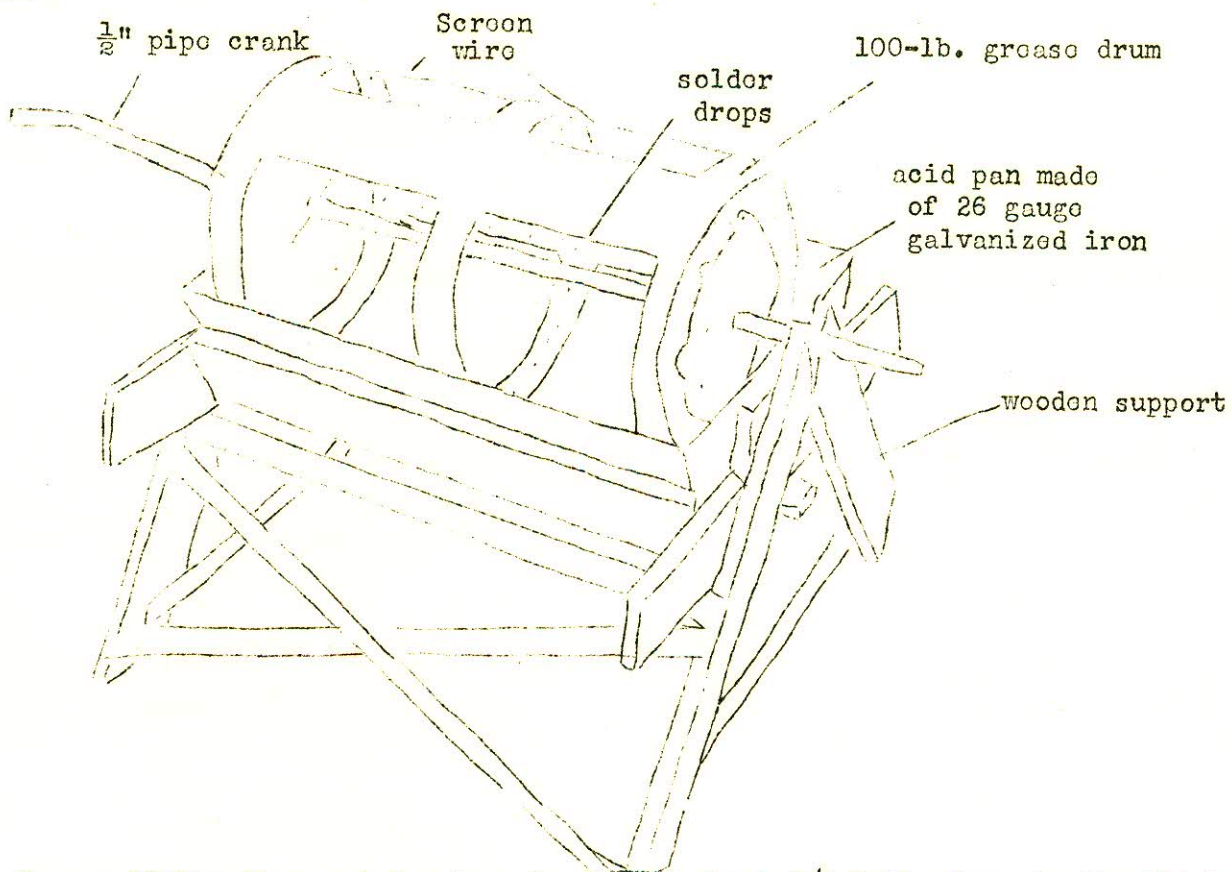 ½" pipe crank
Screen
wire
100-lb. grease drum
solder
drops
acid pan made
of 26 gauge
galvanized iron
wooden support